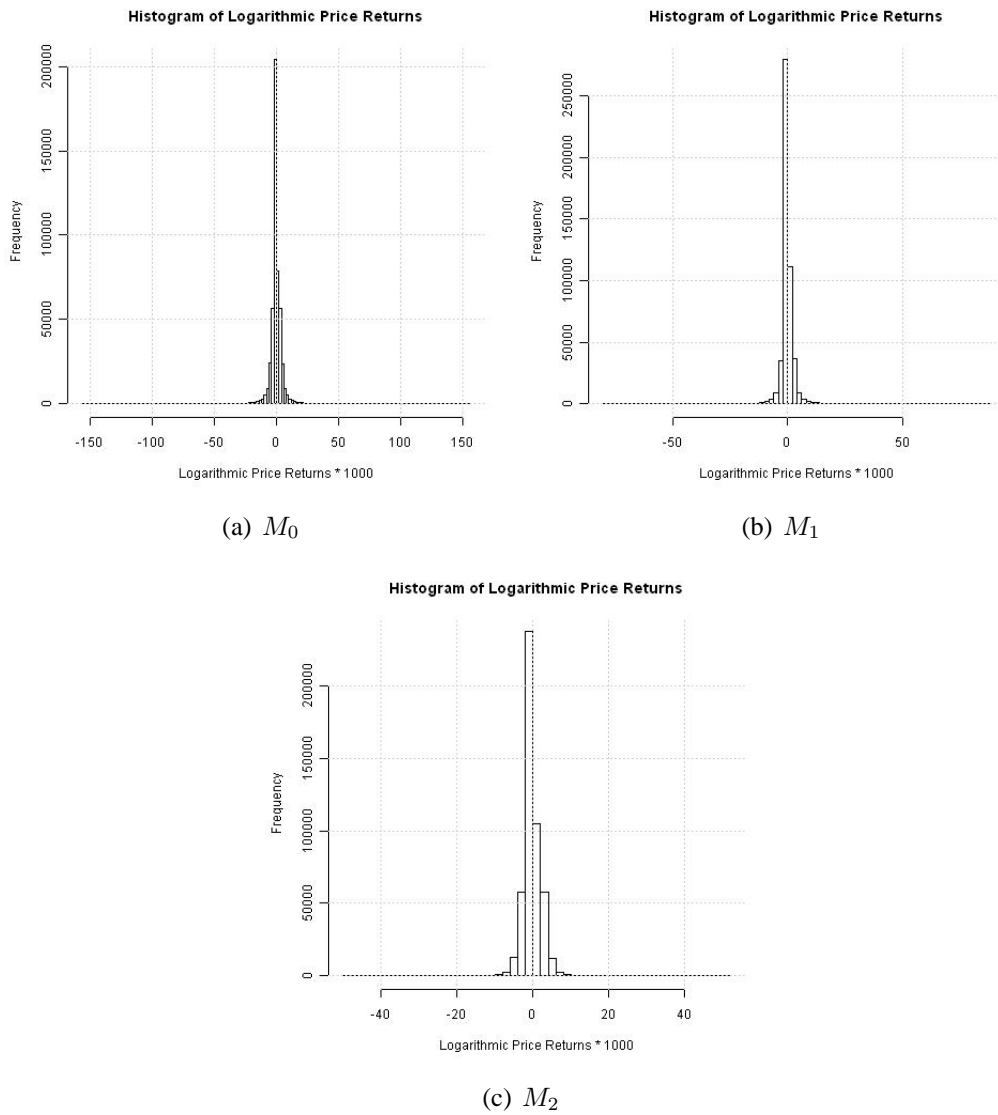 Histogram of Logarithmic Price Returns
Frequency
200000
150000
100000
50000
0
-150 -100 -50 0 50 100 150
Logarithmic Price Returns * 1000
(a) M0
Histogram of Logarithmic Price Returns
Frequency
250000
200000
150000
100000
50000
0
-50 0 50
Logarithmic Price Returns * 1000
(b) M1
Histogram of Logarithmic Price Returns
Frequency
200000
150000
100000
50000
0
-40 -20 0 20 40
Logarithmic Price Returns * 1000
(c) M2